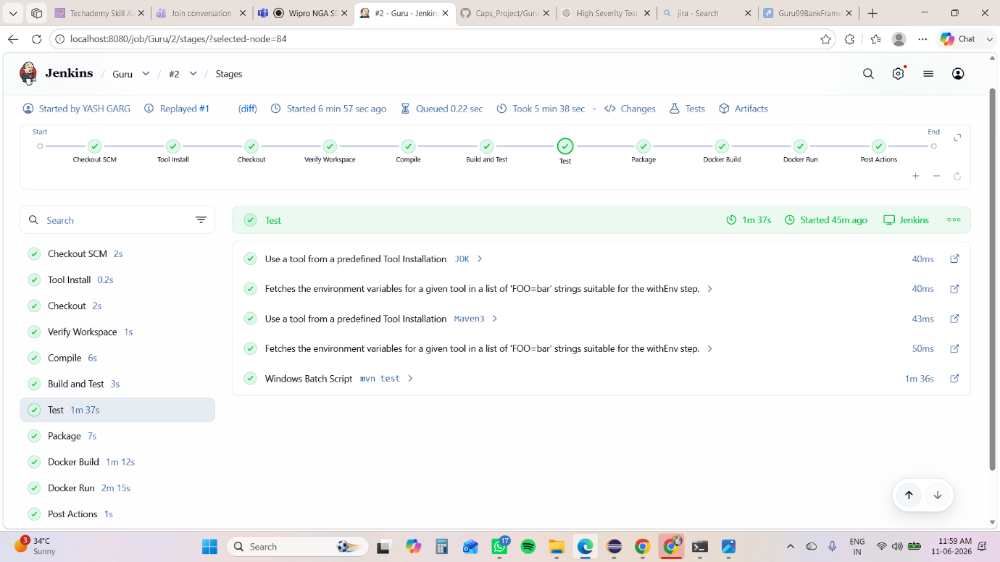 Techademy Skill As
Join conversation
Wipro NGA SD
#2 - Guru - Jenkins
Caps_Project/Guru
High Severity Test
jira - Search
Guru99BankFrame
localhost:8080/job/Guru/2/stages/?selected-node=84
Chat
Jenkins / Guru / #2 / Stages
Started by YASH GARG Replayed #1 (diff) Started 6 min 57 sec ago Queued 0.22 sec Took 5 min 38 sec Changes Tests Artifacts
Start End
Checkout SCM Tool Install Checkout Verify Workspace Compile Build and Test Test Package Docker Build Docker Run Post Actions
Search
Test 1m 37s Started 45m ago Jenkins
Checkout SCM 2s
Tool Install 0.2s
Checkout 2s
Verify Workspace 1s
Compile 6s
Build and Test 3s
Test 1m 37s
Package 7s
Docker Build 1m 12s
Docker Run 2m 15s
Post Actions 1s
Use a tool from a predefined Tool Installation JDK 40ms
Fetches the environment variables for a given tool in a list of 'FOO=bar' strings suitable for the withEnv step. 40ms
Use a tool from a predefined Tool Installation Maven3 43ms
Fetches the environment variables for a given tool in a list of 'FOO=bar' strings suitable for the withEnv step. 50ms
Windows Batch Script mvn test 1m 36s
3
34°C
Sunny
Search
17
ENG
IN
11:59 AM
11-06-2026